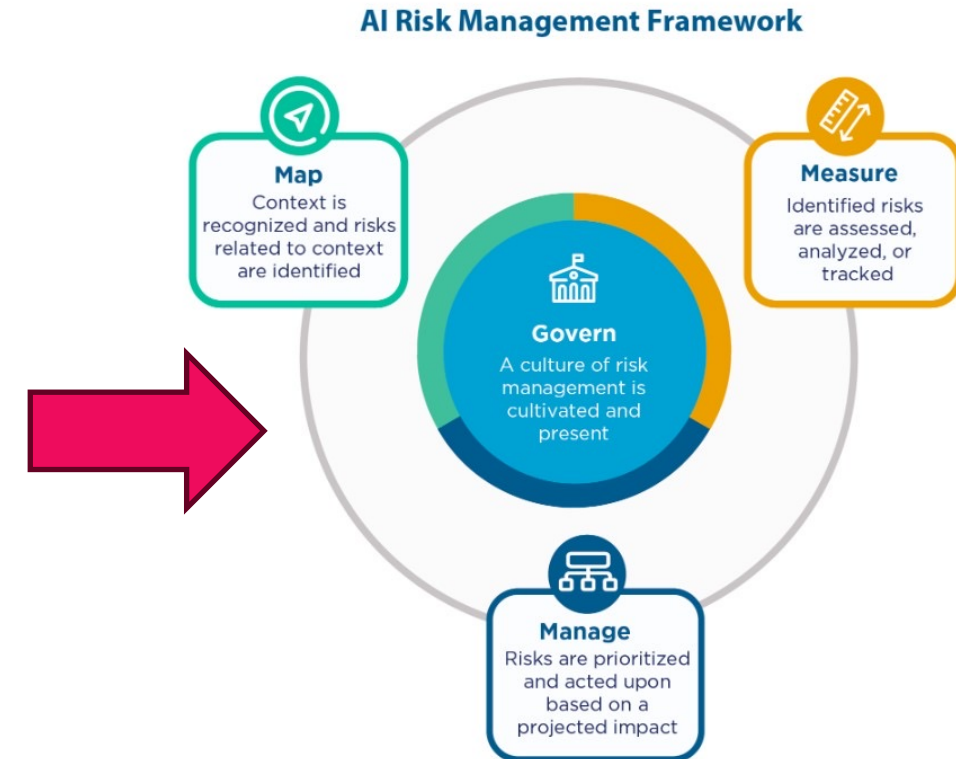 AI Risk Management Framework
Map
Context is
recognized and risks
related to context
are identified
Measure
Identified risks
are assessed,
analyzed, or
tracked
Govern
A culture of risk
management is
cultivated and
present
Manage
Risks are prioritized
and acted upon
based on a
projected impact